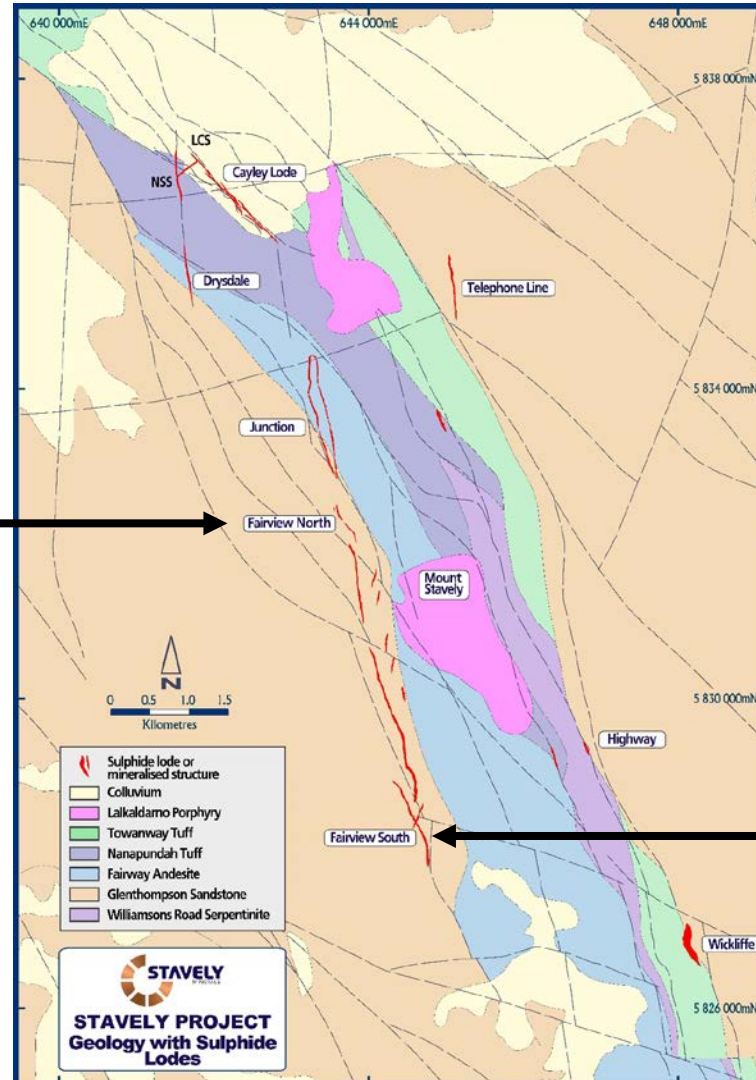 640 000mE
644 000mE
648 000mE
5 838 000mN
LCS
NSS
Cayley Lode
Drysdale
Telephone Line
5 834 000mN
Junction
Fairview North
Mount
Stavely
N
0 0.5 1.0 1.5
Kilometres
5 830 000mN
Highway
Sulphide lode or
mineralised structure
Colluvium
Lalkaldarno Porphyry
Towanway Tuff
Nanapundah Tuff
Fairway Andesite
Glenthompson Sandstone
Williamsons Road Serpentinite
Fairview South
Wickliffe
STAVELY
STAVELY PROJECT
Geology with Sulphide
Lodes
5 826 000mN